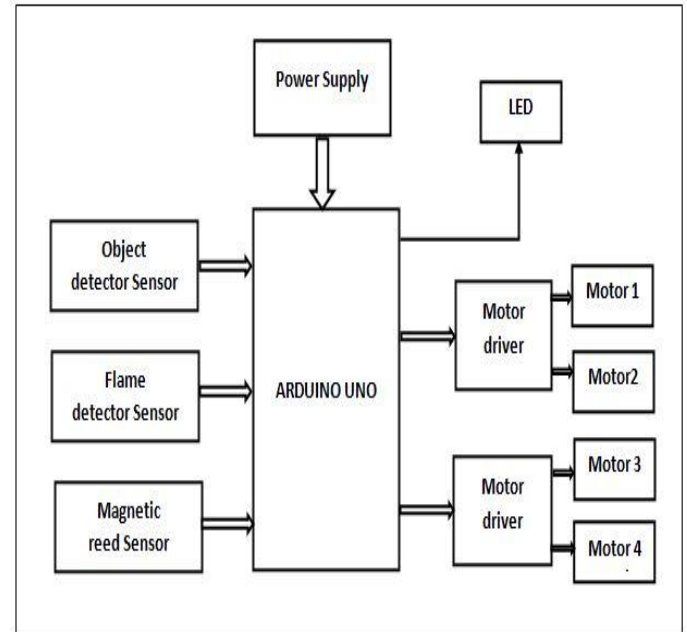 Power Supply
LED
Object
detector Sensor
Flame
detector Sensor
Magnetic
reed Sensor
ARDUINO UNO
Motor
driver
Motor 1
Motor2
Motor
driver
Motor 3
Motor 4